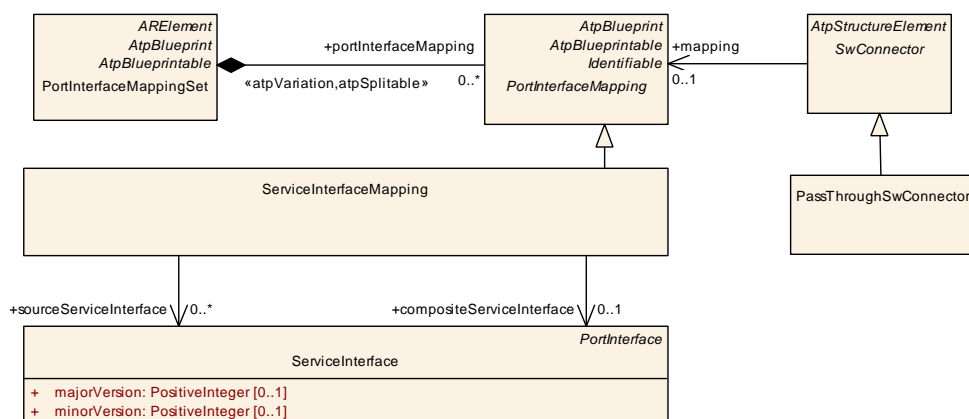 ARElement
AtpBlueprint
AtpBlueprintable
PortInterfaceMappingSet
+portInterfaceMapping
«atpVariation,atpSplitable»
0..*
AtpBlueprint
AtpBlueprintable
Identifiable
PortInterfaceMapping
+mapping
0..1
AtpStructureElement
SwConnector
ServiceInterfaceMapping
PassThroughSwConnector
+sourceServiceInterface
0..*
+compositeServiceInterface
0..1
PortInterface
ServiceInterface
+ majorVersion: PositiveInteger [0..1]
+ minorVersion: PositiveInteger [0..1]